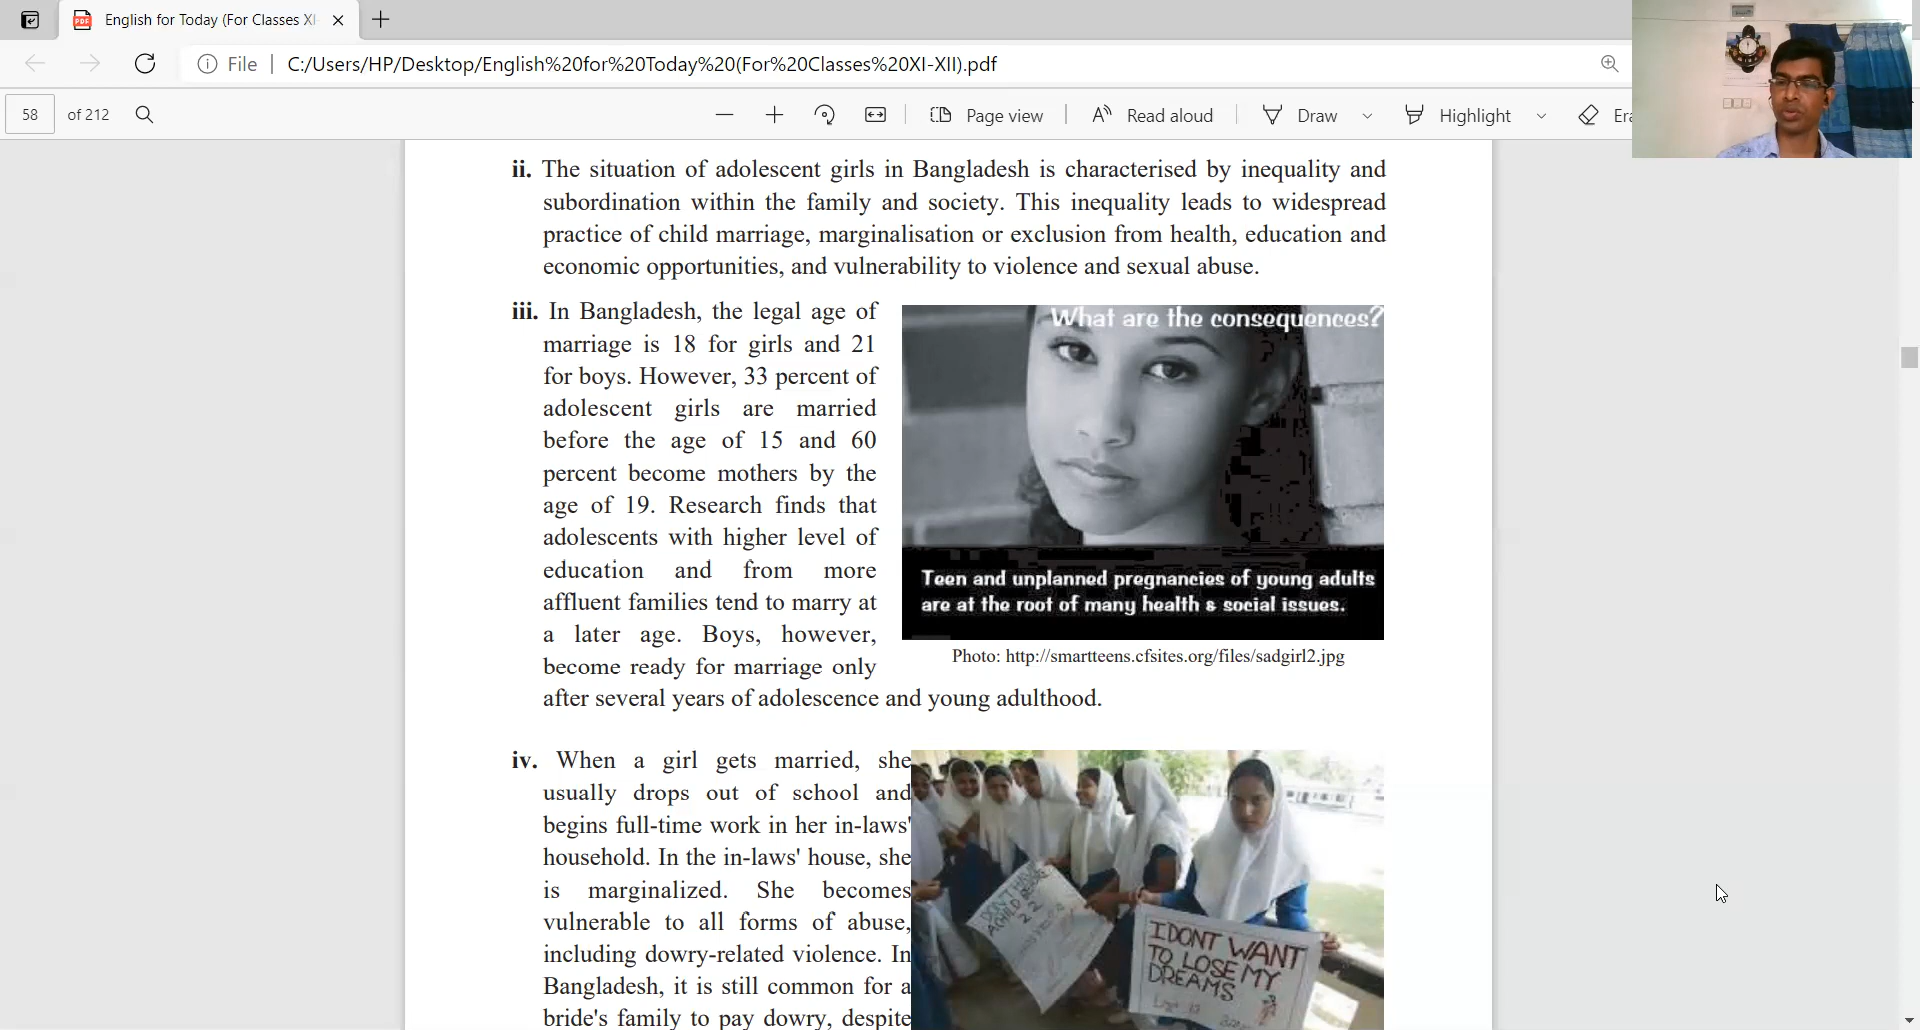 English for Today (For Classes XI-
File
C:/Users/HP/Desktop/English%20for%20Today%20(For%20Classes%20XI-XII).pdf
58 of 212
Page view
Read aloud
Draw
Highlight
ii. The situation of adolescent girls in Bangladesh is characterised by inequality and
subordination within the family and society. This inequality leads to widespread
practice of child marriage, marginalisation or exclusion from health, education and
economic opportunities, and vulnerability to violence and sexual abuse.
iii. In Bangladesh, the legal age of
marriage is 18 for girls and 21
for boys. However, 33 percent of
adolescent girls are married
before the age of 15 and 60
percent become mothers by the
age of 19. Research finds that
adolescents with higher level of
education and from more
affluent families tend to marry at
a later age. Boys, however,
become ready for marriage only
after several years of adolescence and young adulthood.
What are the consequences?
Teen and unplanned pregnancies of young adults
are at the root of many health & social issues.
Photo: http://smartteens.cfsites.org/files/sadgirl2.jpg
iv. When a girl gets married, she
usually drops out of school and
begins full-time work in her in-laws'
household. In the in-laws' house, she
is marginalized. She becomes
vulnerable to all forms of abuse,
including dowry-related violence. In
Bangladesh, it is still common for a
bride's family to pay dowry, despite
I DONT WANT
TO LOSE MY
DREAMS